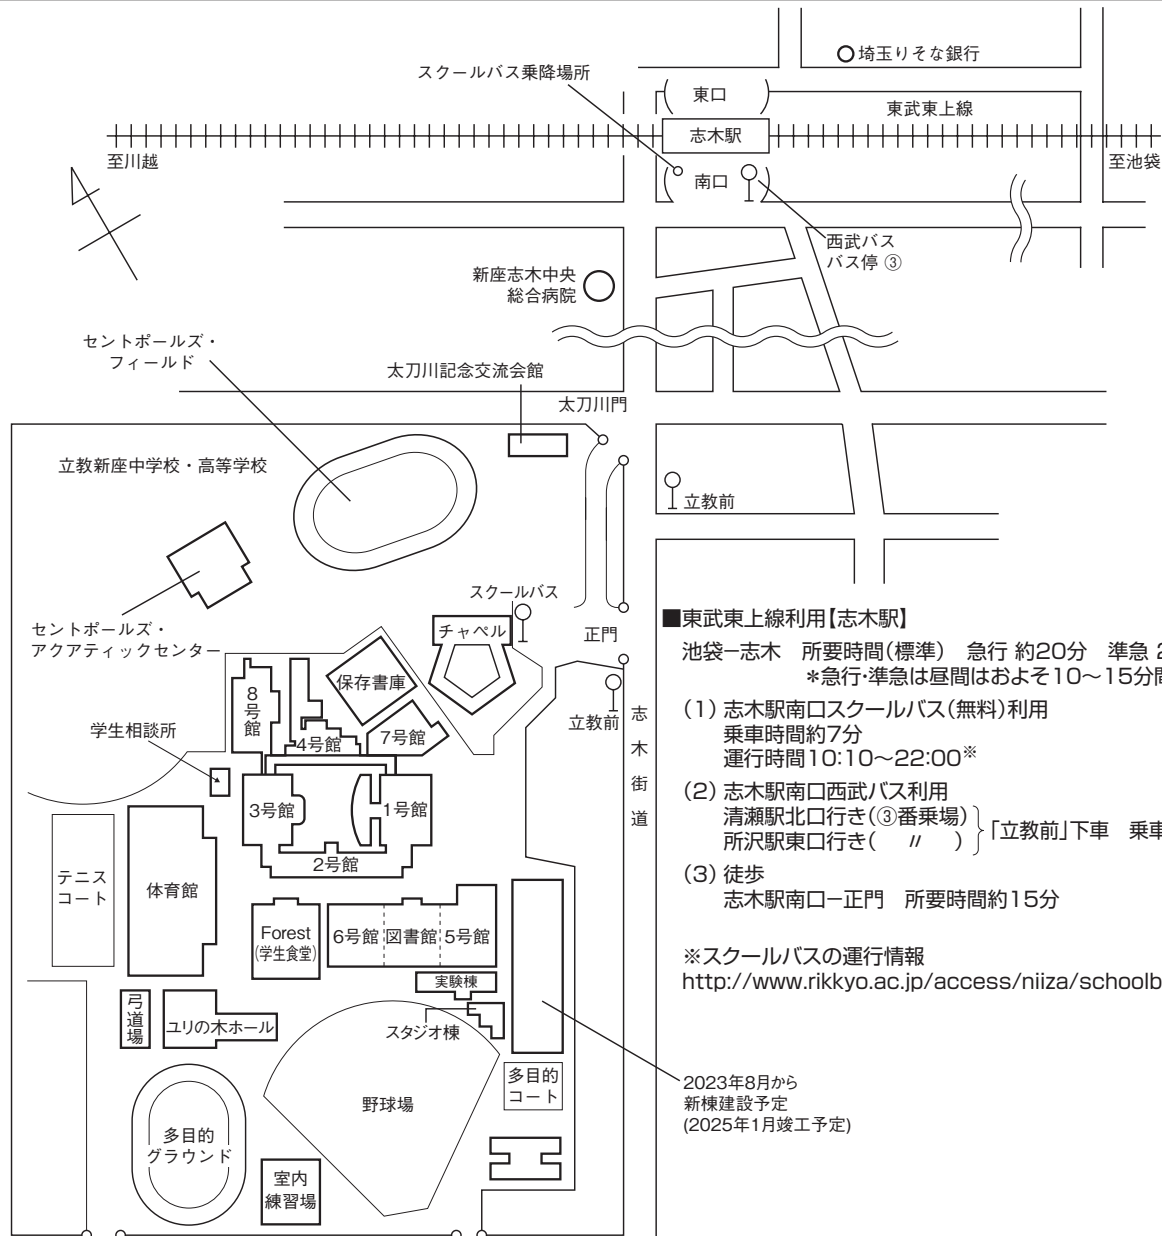 埼玉りそな銀行
スクールバス乗降場所
東口
東武東上線
志木駅
至川越
至池袋
南口
西武バス
バス停 ③
新座志木中央
総合病院
セントポールズ・
フィールド
太刀川記念交流会館
太刀川門
立教新座中学校・高等学校
立教前
スクールバス
チャペル
正門
セントポールズ・
アクアティックセンター
保存書庫
8号館
4号館
7号館
立教前
志木街道
学生相談所
3号館
1号館
2号館
テニス
コート
体育館
Forest
(学生食堂)
6号館
図書館
5号館
実験棟
弓道場
ユリの木ホール
スタジオ棟
多目的
コート
野球場
多目的
グラウンド
室内
練習場
2023年8月から
新棟建設予定
(2025年1月竣工予定)
■東武東上線利用【志木駅】
池袋−志木　所要時間(標準)　急行 約20分　準急 2
＊急行・準急は昼間はおよそ10〜15分間
(1) 志木駅南口スクールバス(無料)利用
乗車時間約7分
運行時間10:10〜22:00※
(2) 志木駅南口西武バス利用
清瀬駅北口行き(③番乗場)
所沢駅東口行き(　〃　)
「立教前」下車　乗車
(3) 徒歩
志木駅南口−正門　所要時間約15分
※スクールバスの運行情報
http://www.rikkyo.ac.jp/access/niiza/schoolb